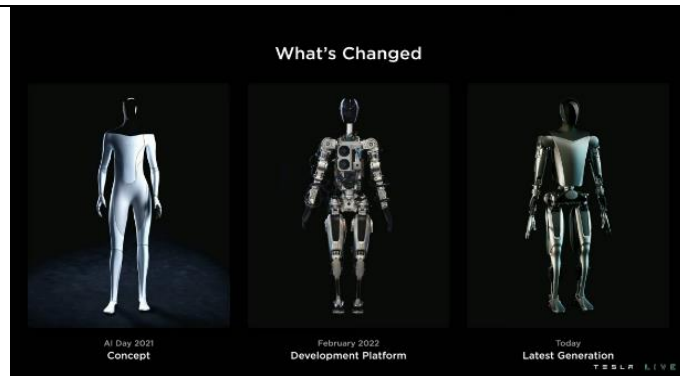 What's Changed
AI Day 2021
Concept
February 2022
Development Platform
Today
Latest Generation
TESLA LIVE